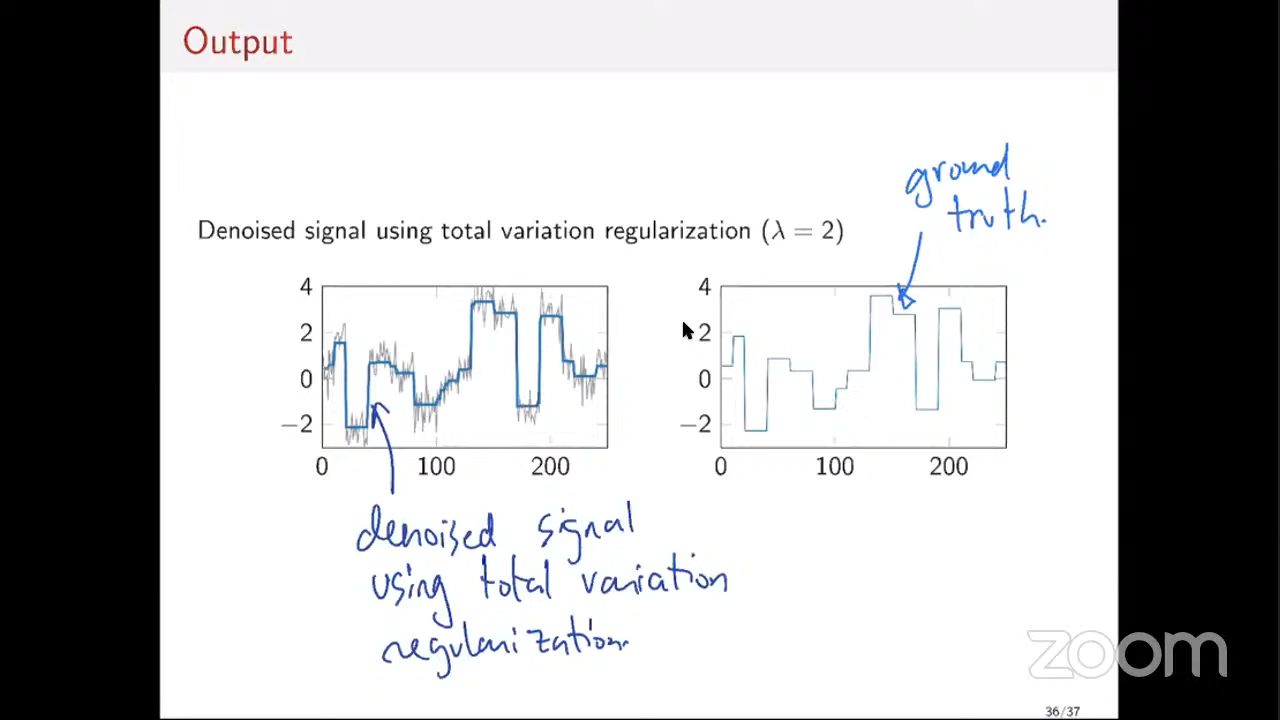 Output
ground
truth.
Denoised signal using total variation regularization (λ = 2)
4
2
0
−2
0 100 200
4
2
0
−2
0 100 200
denoised signal
using total variation
regularization.
zoom
36/37